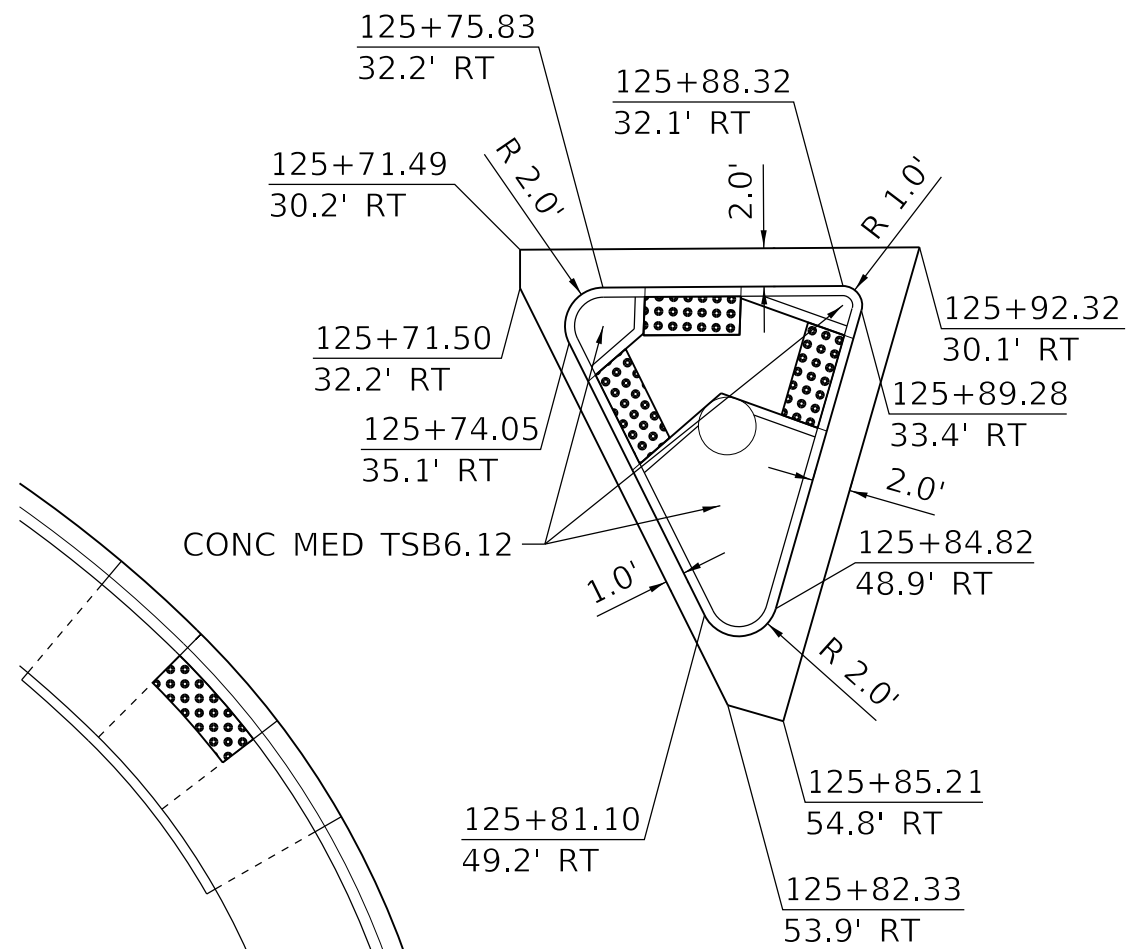 125+75.83
32.2' RT
125+88.32
32.1' RT
125+71.49
30.2' RT
R 2.0'
2.0'
R 1.0'
125+92.32
30.1' RT
125+71.50
32.2' RT
125+89.28
33.4' RT
125+74.05
35.1' RT
2.0'
CONC MED TSB6.12
125+84.82
48.9' RT
1.0'
R 2.0'
125+85.21
54.8' RT
125+81.10
49.2' RT
125+82.33
53.9' RT